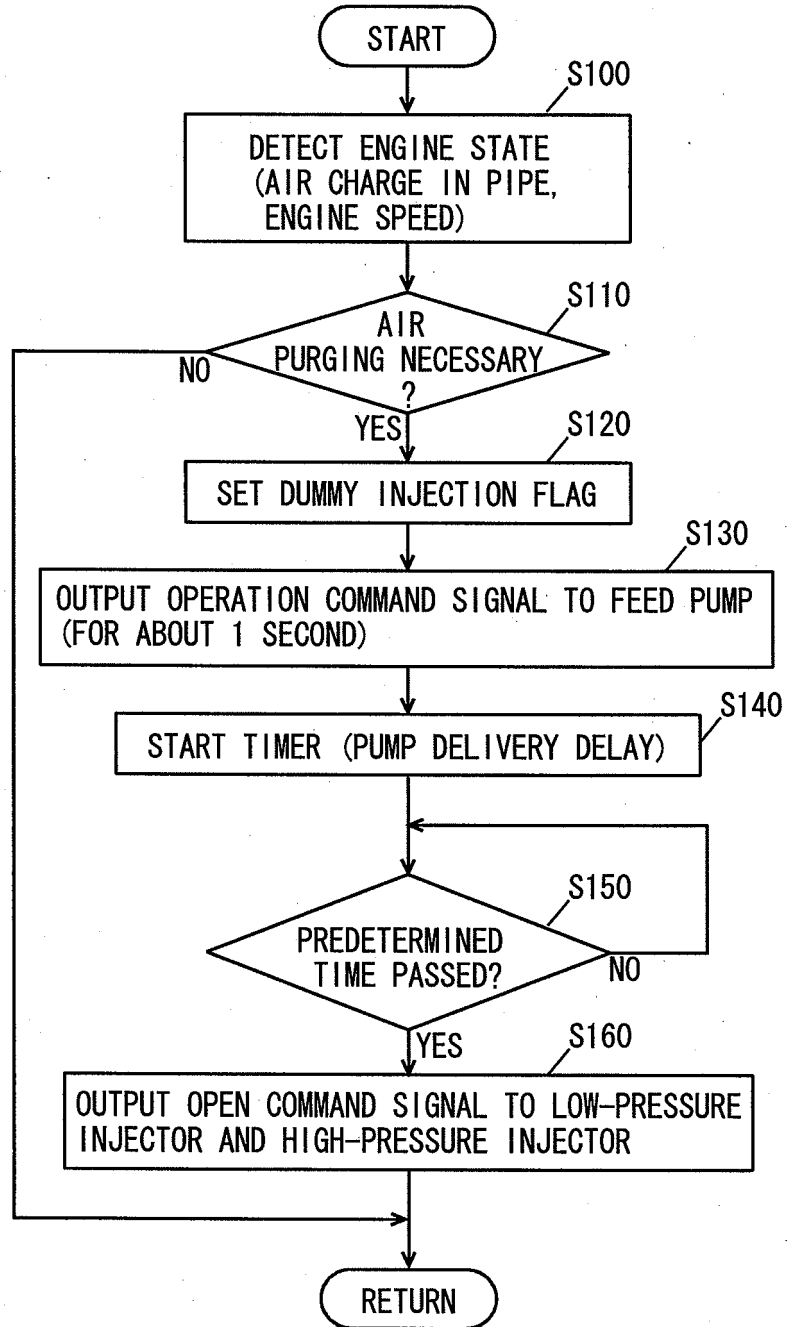 START
S100
DETECT ENGINE STATE
(AIR CHARGE IN PIPE,
ENGINE SPEED)
S110
AIR
PURGING NECESSARY
?
NO
YES
S120
SET DUMMY INJECTION FLAG
S130
OUTPUT OPERATION COMMAND SIGNAL TO FEED PUMP
(FOR ABOUT 1 SECOND)
S140
START TIMER (PUMP DELIVERY DELAY)
S150
PREDETERMINED
TIME PASSED?
NO
YES
S160
OUTPUT OPEN COMMAND SIGNAL TO LOW-PRESSURE
INJECTOR AND HIGH-PRESSURE INJECTOR
RETURN